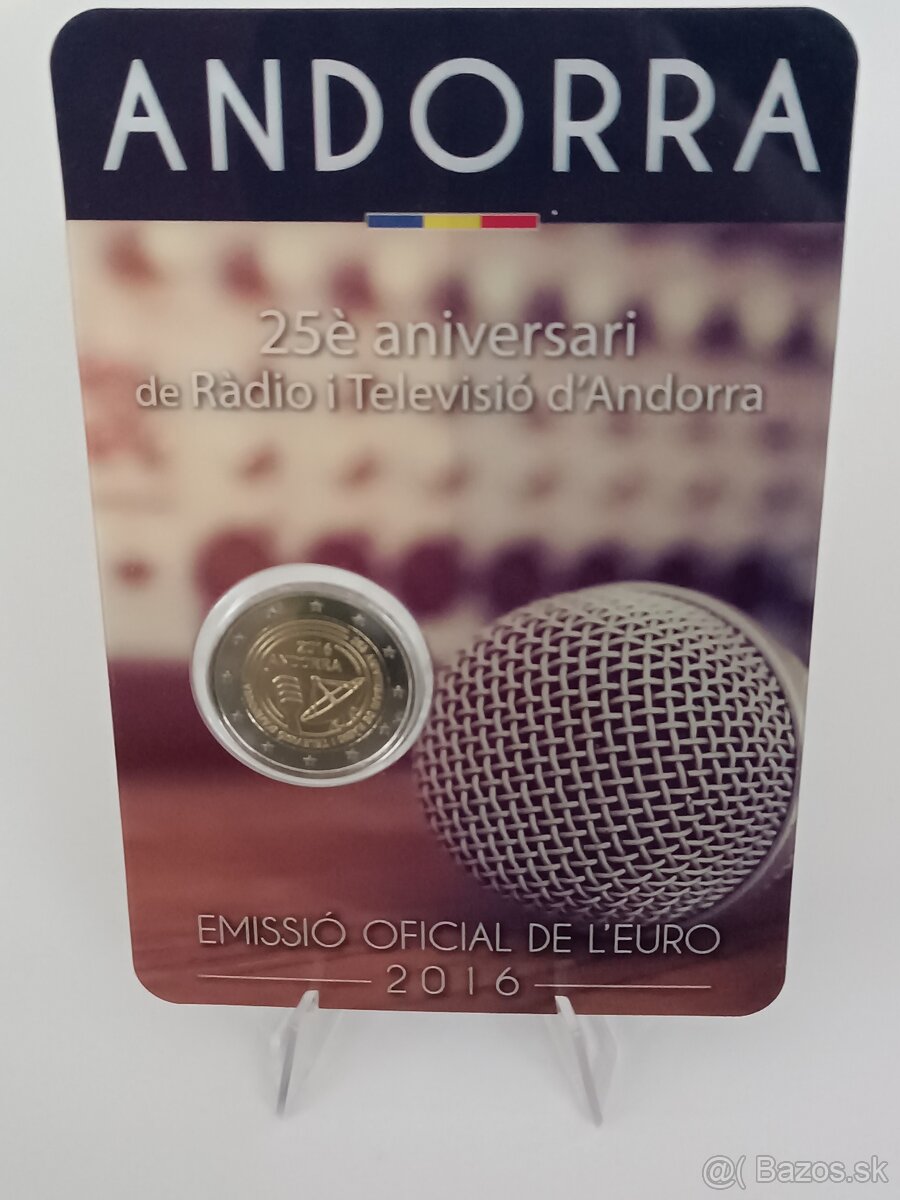 ANDORRA
25è aniversari
de Ràdio i Televisió d'Andorra
2016
ANDORRA
EMISSIÓ OFICIAL DE L'EURO
2016
@( Bazos.sk